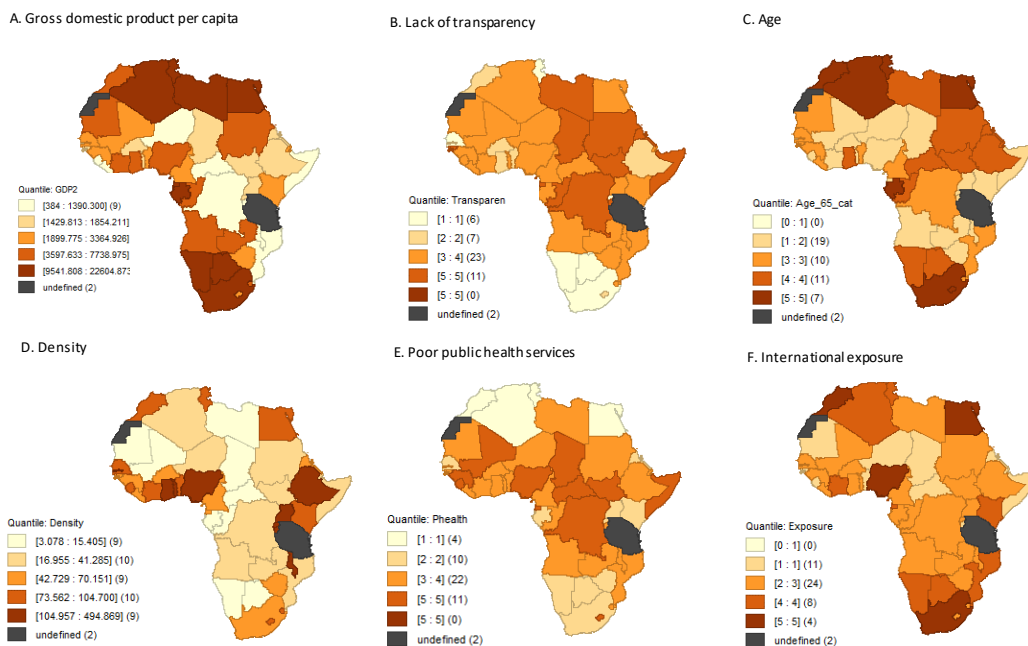 A. Gross domestic product per capita
B. Lack of transparency
C. Age
Quantile: GDP2
[384 : 1390.300] (9)
[1429.813 : 1854.211]
[1899.775 : 3364.926]
[3597.633 : 7738.975]
[9541.808 : 22604.873
undefined (2)
Quantile: Transparen
[1 : 1] (6)
[2 : 2] (7)
[3 : 4] (23)
[5 : 5] (11)
[5 : 5] (0)
undefined (2)
Quantile: Age_65_cat
[0 : 1] (0)
[1 : 2] (19)
[3 : 3] (10)
[4 : 4] (11)
[5 : 5] (7)
undefined (2)
D. Density
E. Poor public health services
F. International exposure
Quantile: Density
[3.078 : 15.405] (9)
[16.955 : 41.285] (10)
[42.729 : 70.151] (9)
[73.562 : 104.700] (10)
[104.957 : 494.869] (9)
undefined (2)
Quantile: Phealth
[1 : 1] (4)
[2 : 2] (10)
[3 : 4] (22)
[5 : 5] (11)
[5 : 5] (0)
undefined (2)
Quantile: Exposure
[0 : 1] (0)
[1 : 1] (11)
[2 : 3] (24)
[4 : 4] (8)
[5 : 5] (4)
undefined (2)